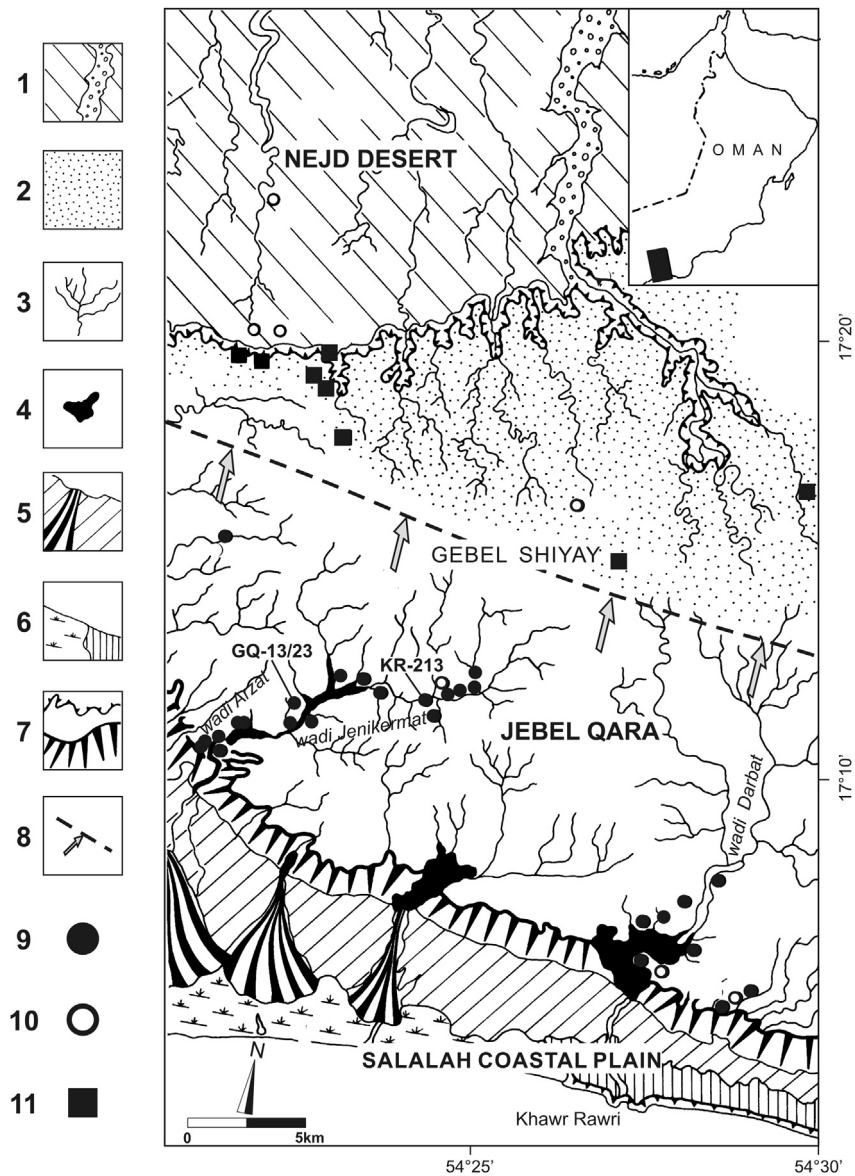 1
2
3
4
5
6
7
8
9
10
11
OMAN
NEJD DESERT
17°20'
GEBEL SHIYAY
GQ-13/23
KR-213
wadi Arzat
wadi Jenikermat
JEBEL QARA
17°10'
wadi Darbat
N
SALALAH COASTAL PLAIN
0 5km
Khawr Rawri
54°25' 54°30'